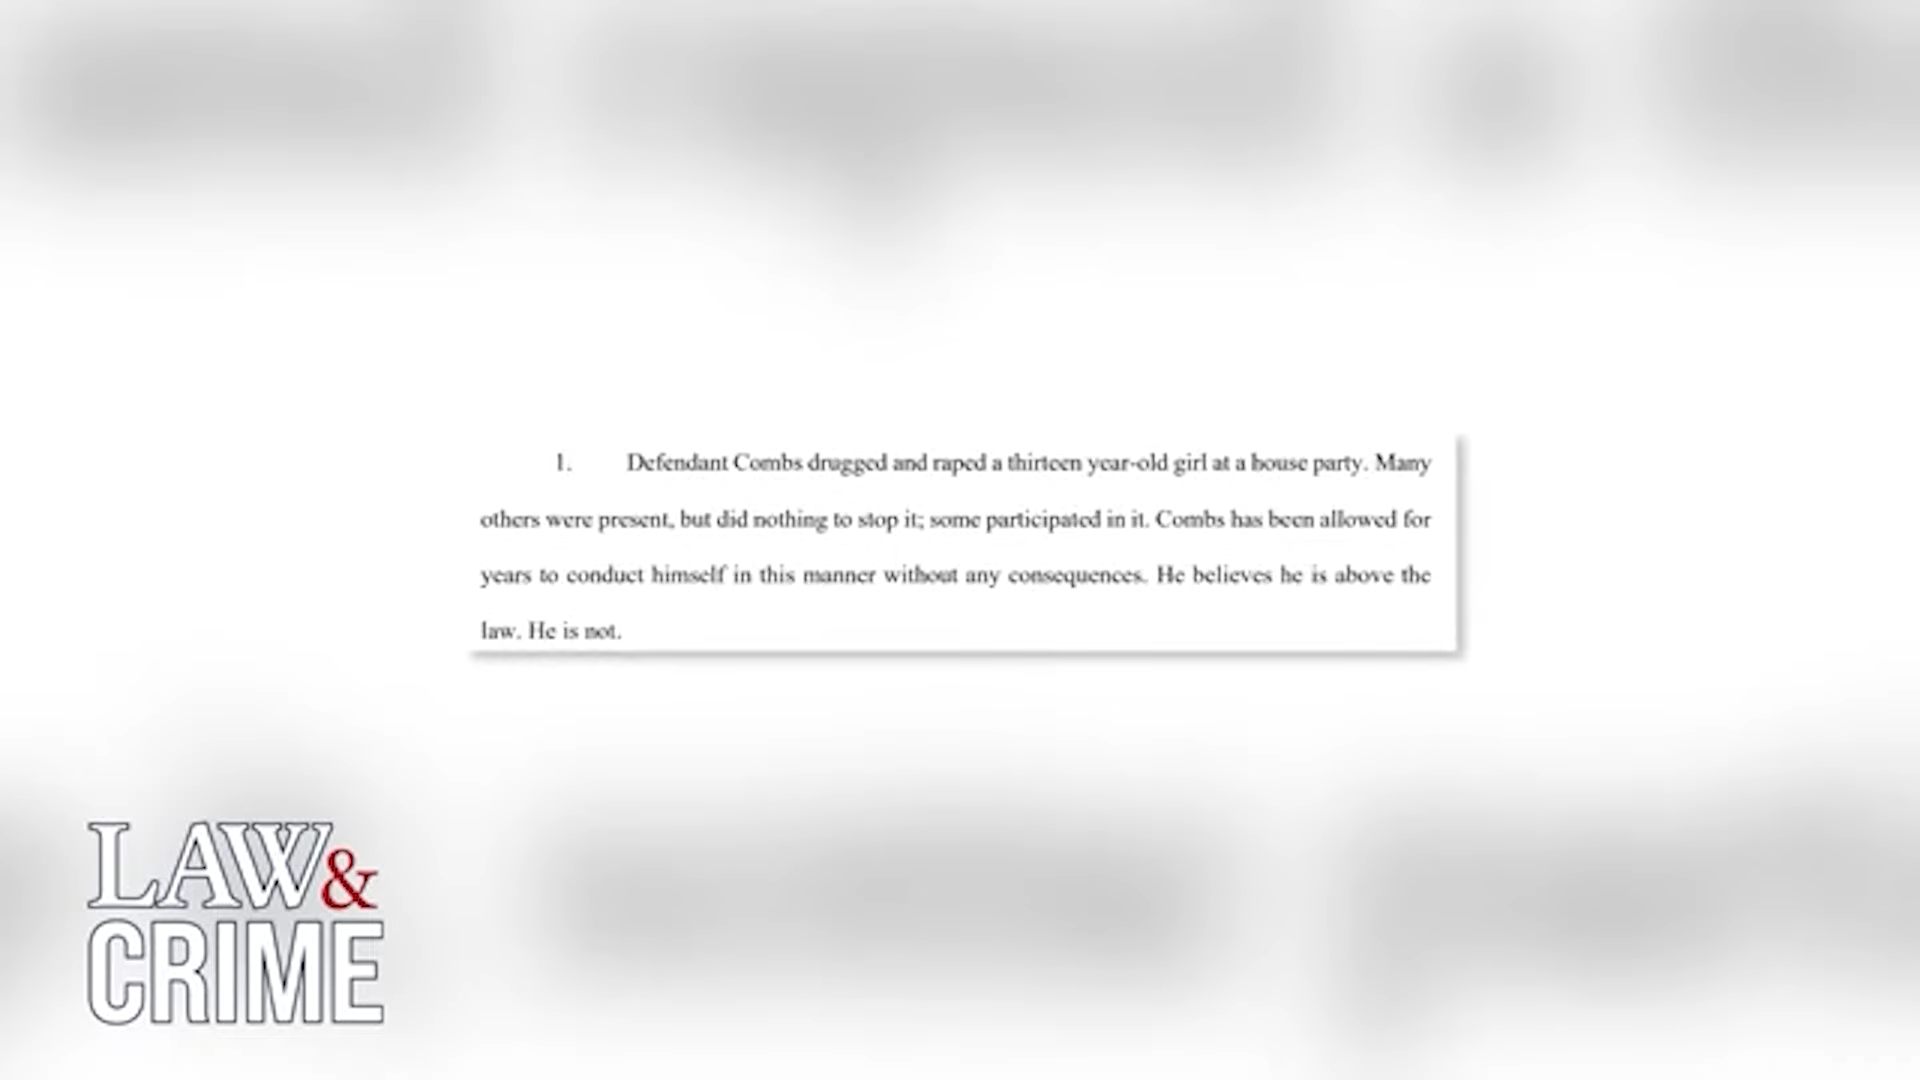 1. Defendant Combs drugged and raped a thirteen year-old girl at a house party. Many
others were present, but did nothing to stop it; some participated in it. Combs has been allowed for
years to conduct himself in this manner without any consequences. He believes he is above the
law. He is not.
LAW&
CRIME